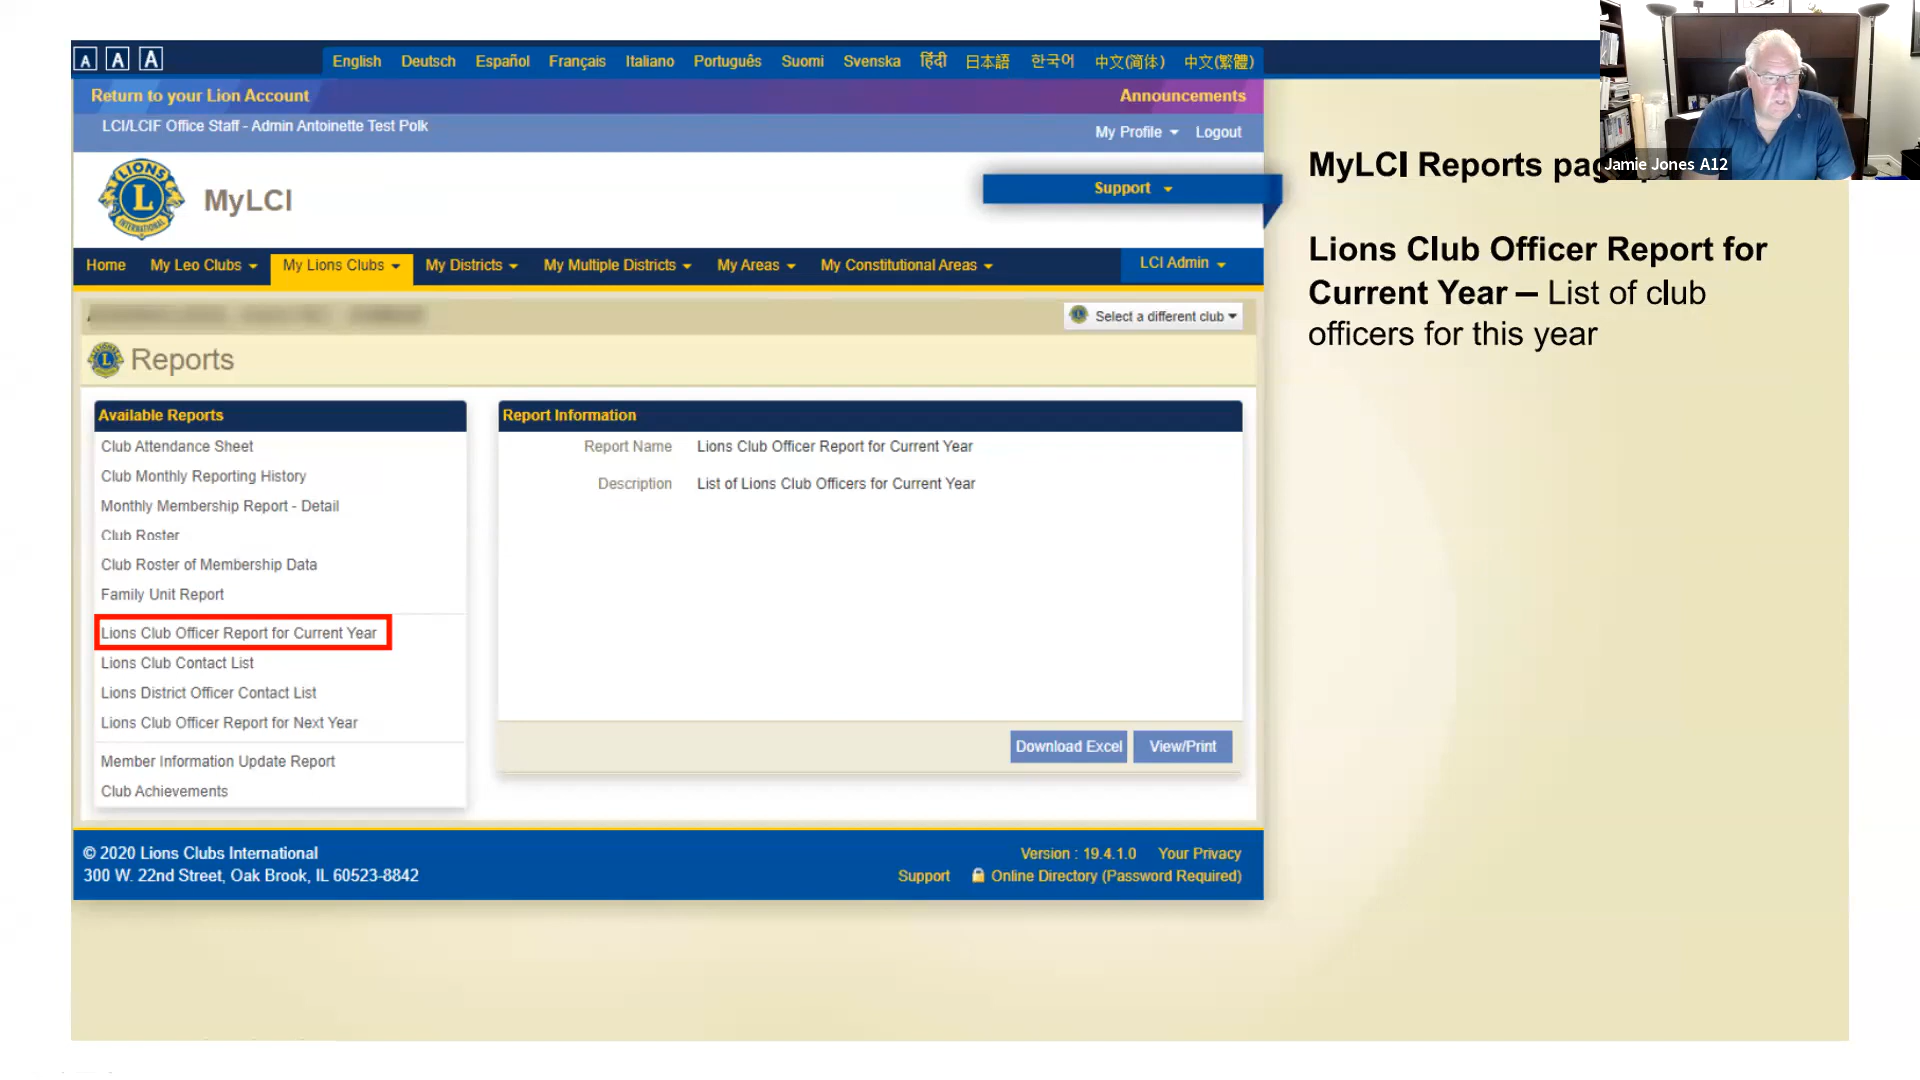 A A A
English Deutsch Español Français Italiano Português Suomi Svenska हिंदी 日本語 한국어 中文(简体) 中文(繁體)
Return to your Lion Account Announcements
LCI/LCIF Office Staff - Admin Antoinette Test Polk
My Profile Logout
LIONS
L
INTERNATIONAL
MyLCI
Support
Home My Leo Clubs My Lions Clubs My Districts My Multiple Districts My Areas My Constitutional Areas LCI Admin
Select a different club
Reports
Available Reports
Club Attendance Sheet
Club Monthly Reporting History
Monthly Membership Report - Detail
Club Roster
Club Roster of Membership Data
Family Unit Report
Lions Club Officer Report for Current Year
Lions Club Contact List
Lions District Officer Contact List
Lions Club Officer Report for Next Year
Member Information Update Report
Club Achievements
Report Information
Report Name Lions Club Officer Report for Current Year
Description List of Lions Club Officers for Current Year
Download Excel View/Print
© 2020 Lions Clubs International
300 W. 22nd Street, Oak Brook, IL 60523-8842
Version : 19.4.1.0 Your Privacy
Support Online Directory (Password Required)
MyLCI Reports
Jamie Jones A12
Lions Club Officer Report for
Current Year – List of club
officers for this year